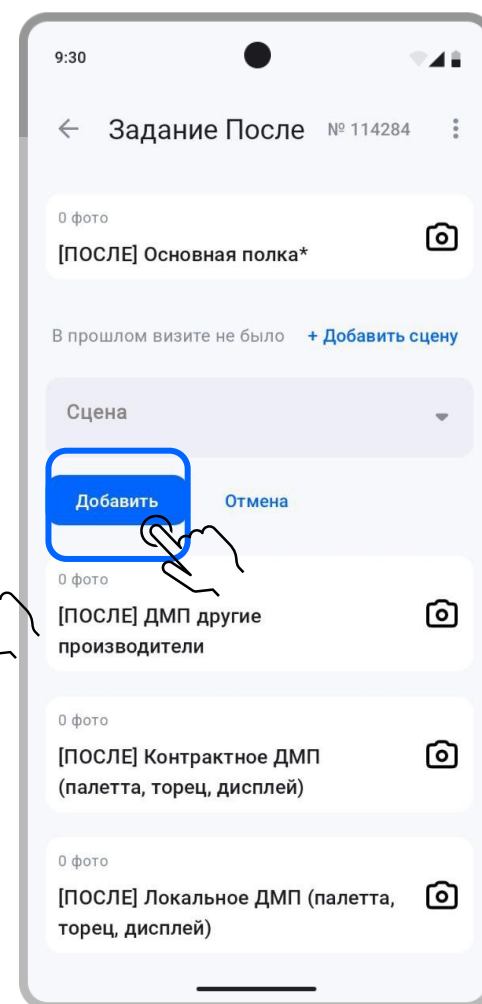 9:30
Задание После № 114284
0 фото
[ПОСЛЕ] Основная полка*
В прошлом визите не было + Добавить сцену
Сцена
Добавить Отмена
0 фото
[ПОСЛЕ] ДМП другие
производители
0 фото
[ПОСЛЕ] Контрактное ДМП
(палетта, торец, дисплей)
0 фото
[ПОСЛЕ] Локальное ДМП (палетта,
торец, дисплей)